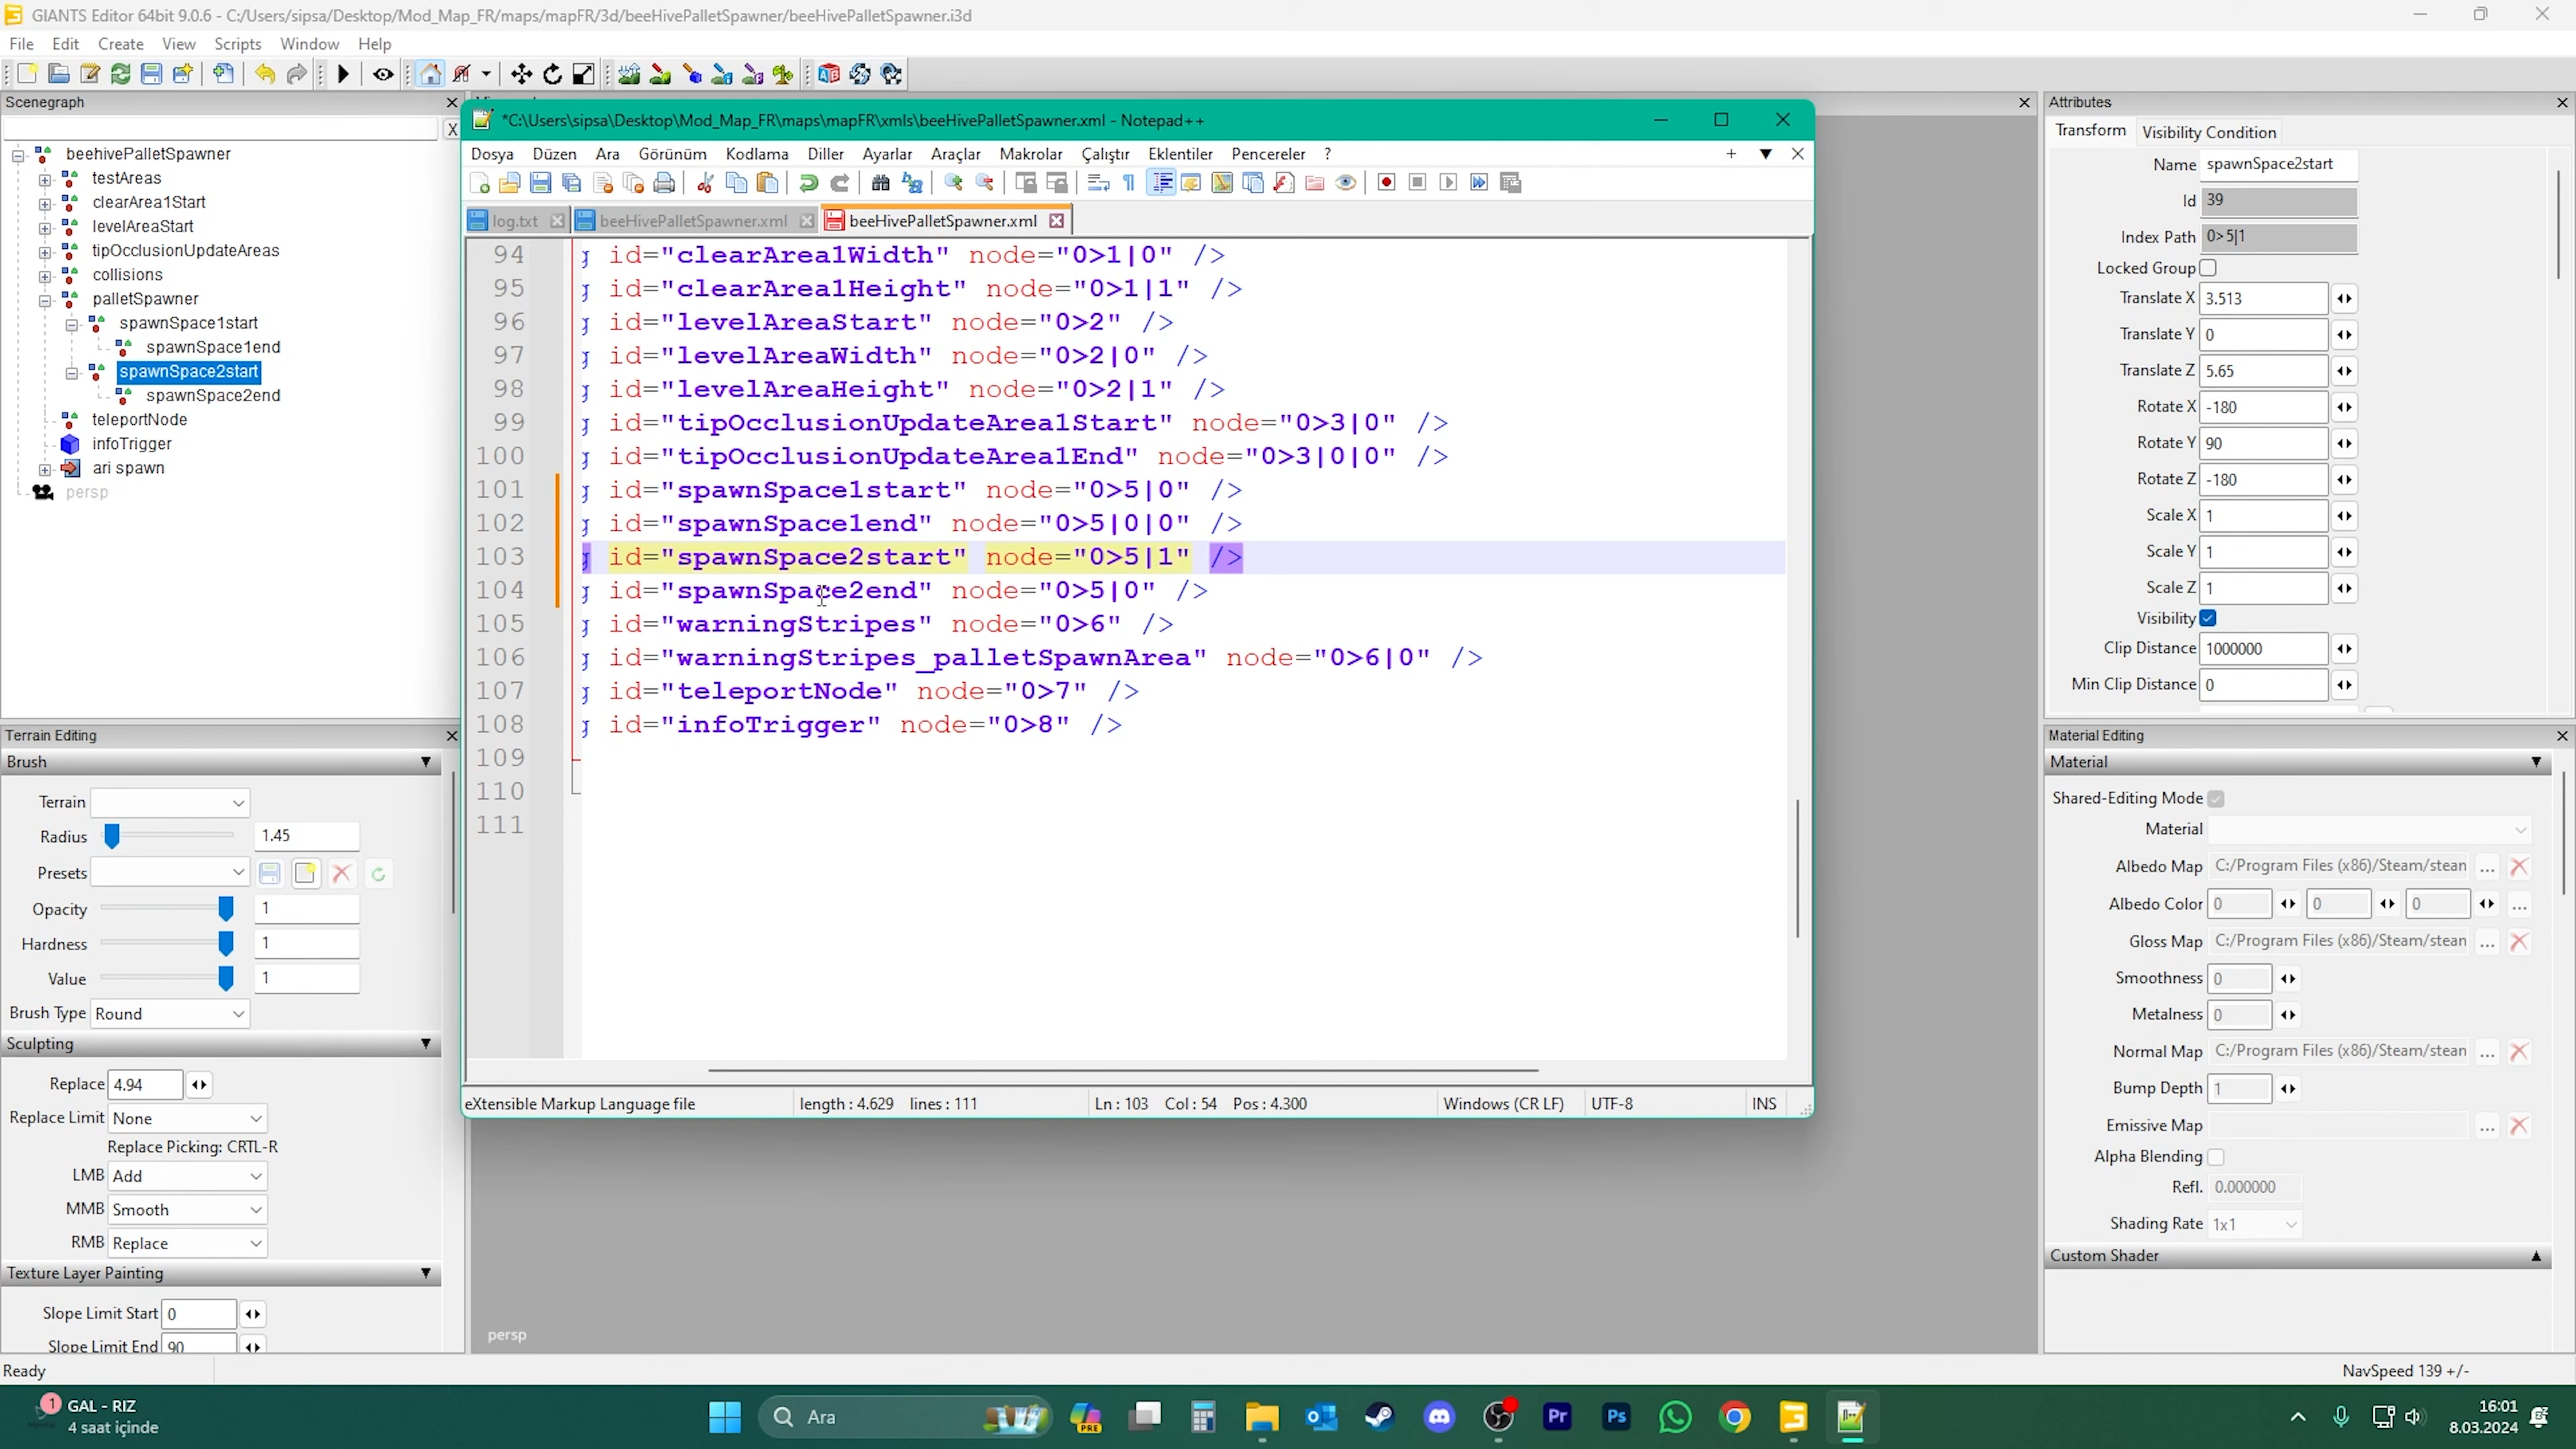 GIANTS Editor 64bit 9.0.6 - C:/Users/sipsa/Desktop/Mod_Map_FR/maps/mapFR/3d/beeHivePalletSpawner/beeHivePalletSpawner.i3d
File Edit Create View Scripts Window Help
Scenegraph
X
beehivePalletSpawner
testAreas
clearArea1Start
levelAreaStart
tipOcclusionUpdateAreas
collisions
palletSpawner
spawnSpace1start
spawnSpace1end
spawnSpace2start
spawnSpace2end
teleportNode
infoTrigger
ari spawn
persp
*C:\Users\sipsa\Desktop\Mod_Map_FR\maps\mapFR\xmls\beeHivePalletSpawner.xml - Notepad++
Dosya Düzen Ara Görünüm Kodlama Diller Ayarlar Araçlar Makrolar Çalıştır Eklentiler Pencereler ?
log.txt beeHivePalletSpawner.xml beeHivePalletSpawner.xml
94 g id="clearArea1Width" node="0>1|0" />
95 g id="clearArea1Height" node="0>1|1" />
96 g id="levelAreaStart" node="0>2" />
97 g id="levelAreaWidth" node="0>2|0" />
98 g id="levelAreaHeight" node="0>2|1" />
99 g id="tipOcclusionUpdateArea1Start" node="0>3|0" />
100 g id="tipOcclusionUpdateArea1End" node="0>3|0|0" />
101 g id="spawnSpace1start" node="0>5|0" />
102 g id="spawnSpace1end" node="0>5|0|0" />
103 g id="spawnSpace2start" node="0>5|1" />
104 g id="spawnSpace2end" node="0>5|0" />
105 g id="warningStripes" node="0>6" />
106 g id="warningStripes_palletSpawnArea" node="0>6|0" />
107 g id="teleportNode" node="0>7" />
108 g id="infoTrigger" node="0>8" />
109
110
111
eXtensible Markup Language file length : 4.629 lines : 111 Ln : 103 Col : 54 Pos : 4.300 Windows (CR LF) UTF-8 INS
Attributes
Transform Visibility Condition
Name spawnSpace2start
Id 39
Index Path 0>5|1
Locked Group
Translate X 3.513
Translate Y 0
Translate Z 5.65
Rotate X -180
Rotate Y 90
Rotate Z -180
Scale X 1
Scale Y 1
Scale Z 1
Visibility
Clip Distance 1000000
Min Clip Distance 0
Terrain Editing
Brush
Terrain
Radius 1.45
Presets
Opacity 1
Hardness 1
Value 1
Brush Type Round
Sculpting
Replace 4.94
Replace Limit None
Replace Picking: CRTL-R
LMB Add
MMB Smooth
RMB Replace
Texture Layer Painting
Slope Limit Start 0
Slope Limit End 90
Material Editing
Material
Shared-Editing Mode
Material
Albedo Map C:/Program Files (x86)/Steam/stean ...
Albedo Color 0 0 0 ...
Gloss Map C:/Program Files (x86)/Steam/stean ...
Smoothness 0
Metalness 0
Normal Map C:/Program Files (x86)/Steam/stean ...
Bump Depth 1
Emissive Map ...
Alpha Blending
Refl. 0.000000
Shading Rate 1x1
Custom Shader
persp
Ready
NavSpeed 139 +/-
1
GAL - RIZ
4 saat içinde
Ara
PRE
Pr
Ps
16:01
8.03.2024